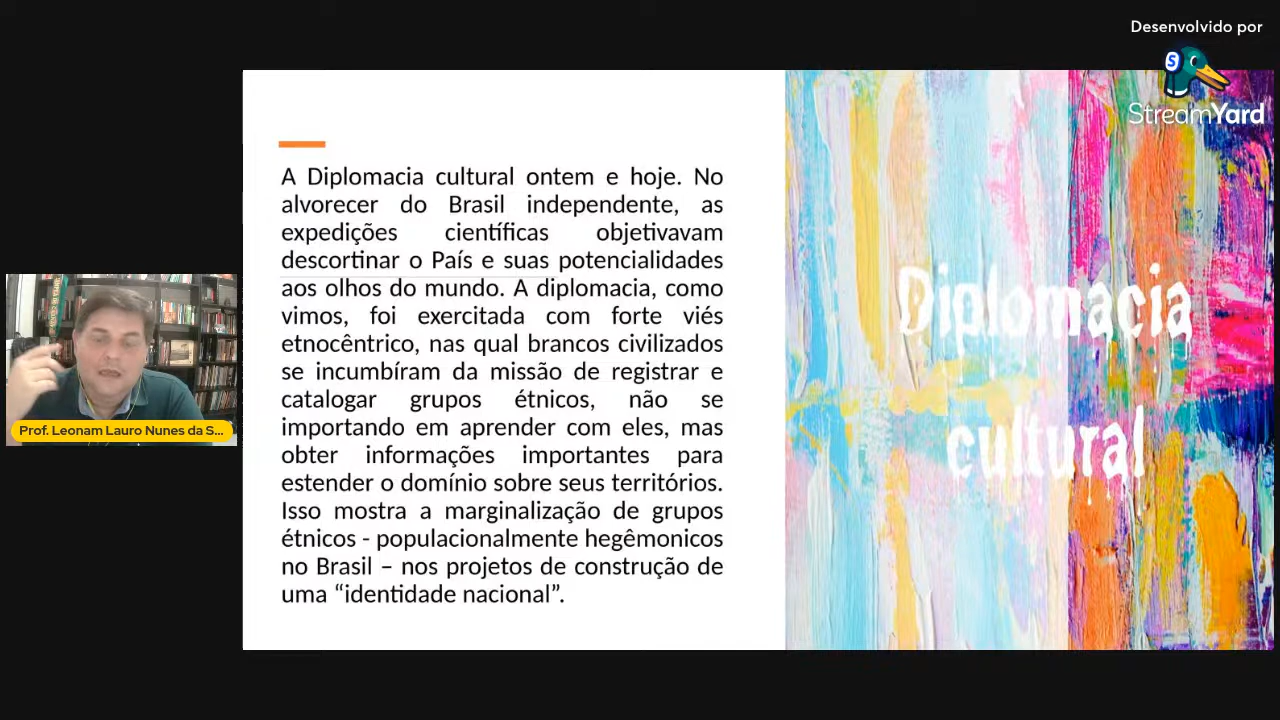 Desenvolvido por
StreamYard
A Diplomacia cultural ontem e hoje. No
alvorecer do Brasil independente, as
expedições científicas objetivavam
descortinar o País e suas potencialidades
aos olhos do mundo. A diplomacia, como
vimos, foi exercitada com forte viés
etnocêntrico, nas qual brancos civilizados
se incumbíram da missão de registrar e
catalogar grupos étnicos, não se
importando em aprender com eles, mas
obter informações importantes para
estender o domínio sobre seus territórios.
Isso mostra a marginalização de grupos
étnicos - populacionalmente hegêmonicos
no Brasil – nos projetos de construção de
uma “identidade nacional”.
Diplomacia
cultural
Prof. Leonam Lauro Nunes da S...